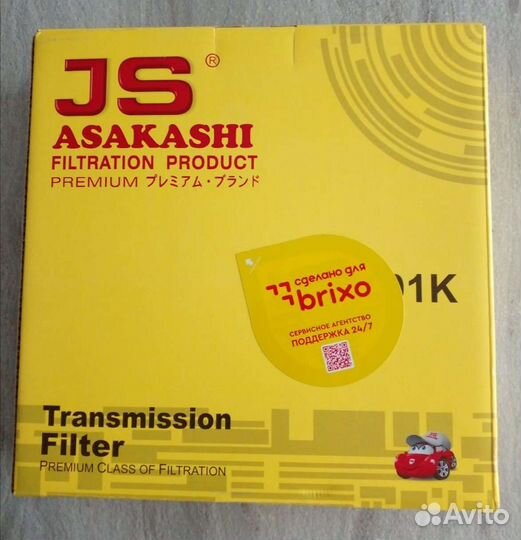 JS®
ASAKASHI
FILTRATION PRODUCT
PREMIUM プレミアム・ブランド
сделано для
brixo
01K
СЕРВИСНОЕ АГЕНТСТВО
ПОДДЕРЖКА 24/7
Transmission
Filter
PREMIUM CLASS OF FILTRATION
Avito